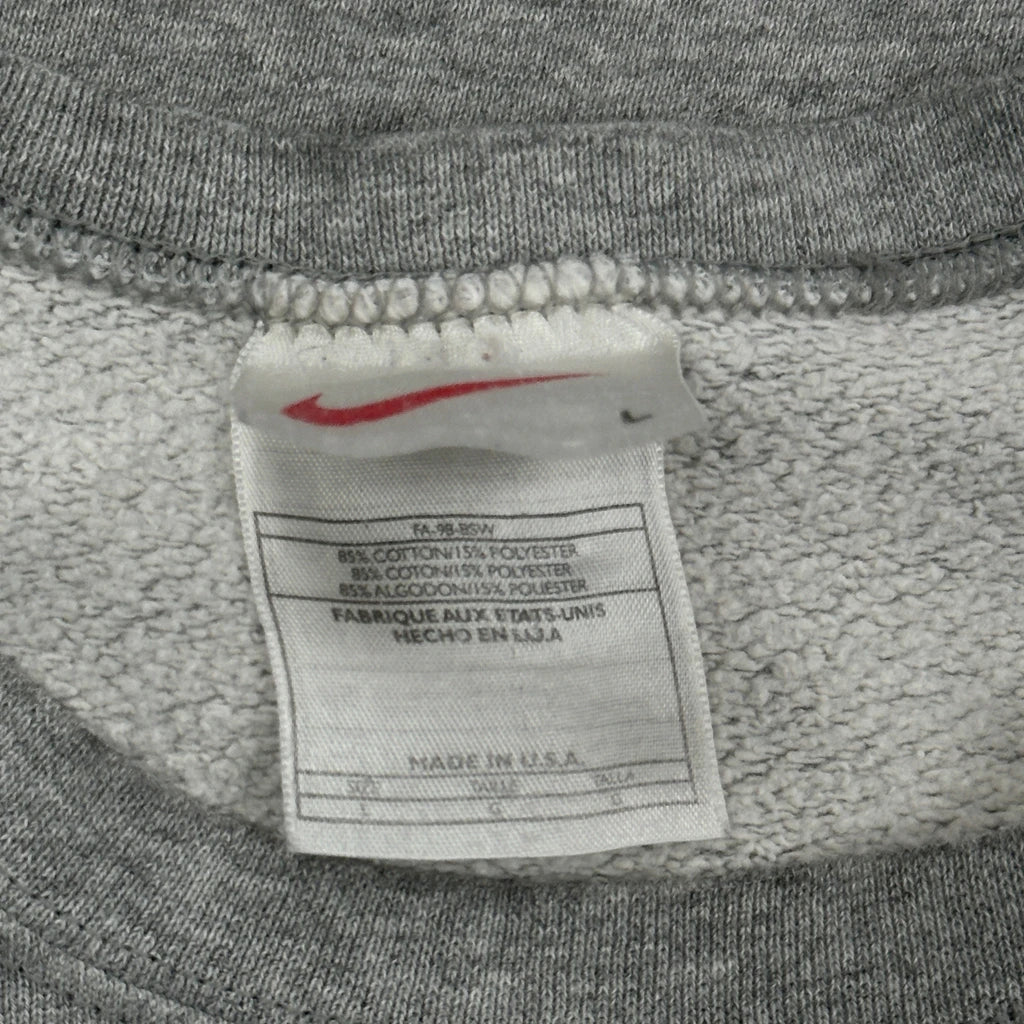 L
FA-98-BSW
85% COTTON/15% POLYESTER
85% COTON/15% POLYESTER
85% ALGODON/15% POLIESTER
FABRIQUE AUX ETATS-UNIS
HECHO EN E.U.A
MADE IN U.S.A.
SIZE TAILLE TALLA
L G G